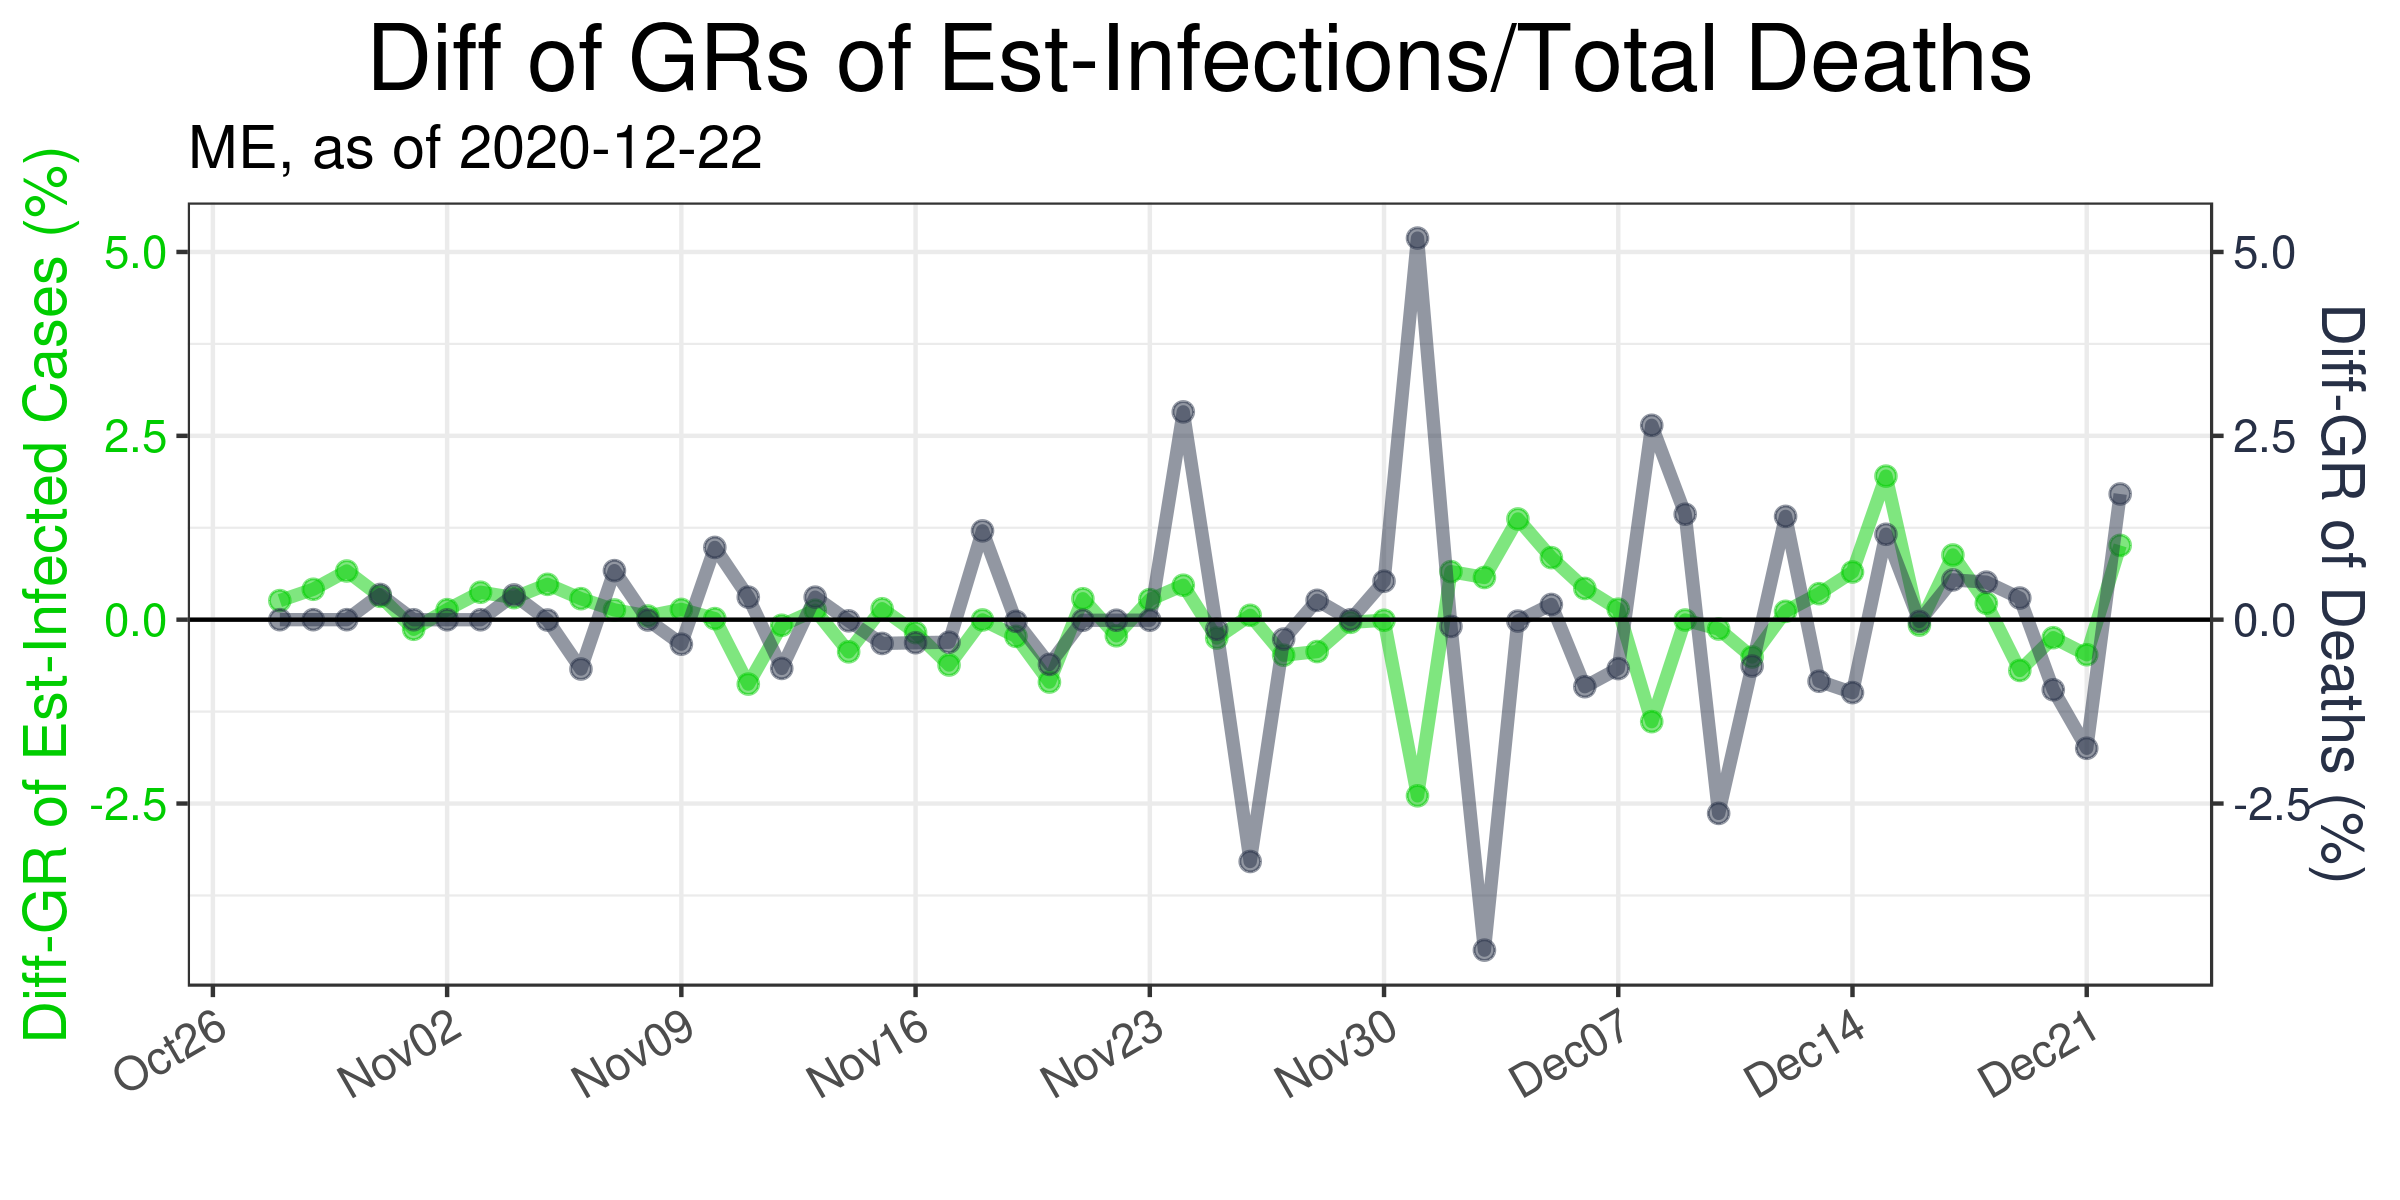 Diff of GRs of Est-Infections/Total Deaths
ME, as of 2020-12-22
Diff-GR of Est-Infected Cases (%)
5.0
2.5
0.0
-2.5
5.0
2.5
0.0
-2.5
Diff-GR of Deaths (%)
Oct26
Nov02
Nov09
Nov16
Nov23
Nov30
Dec07
Dec14
Dec21